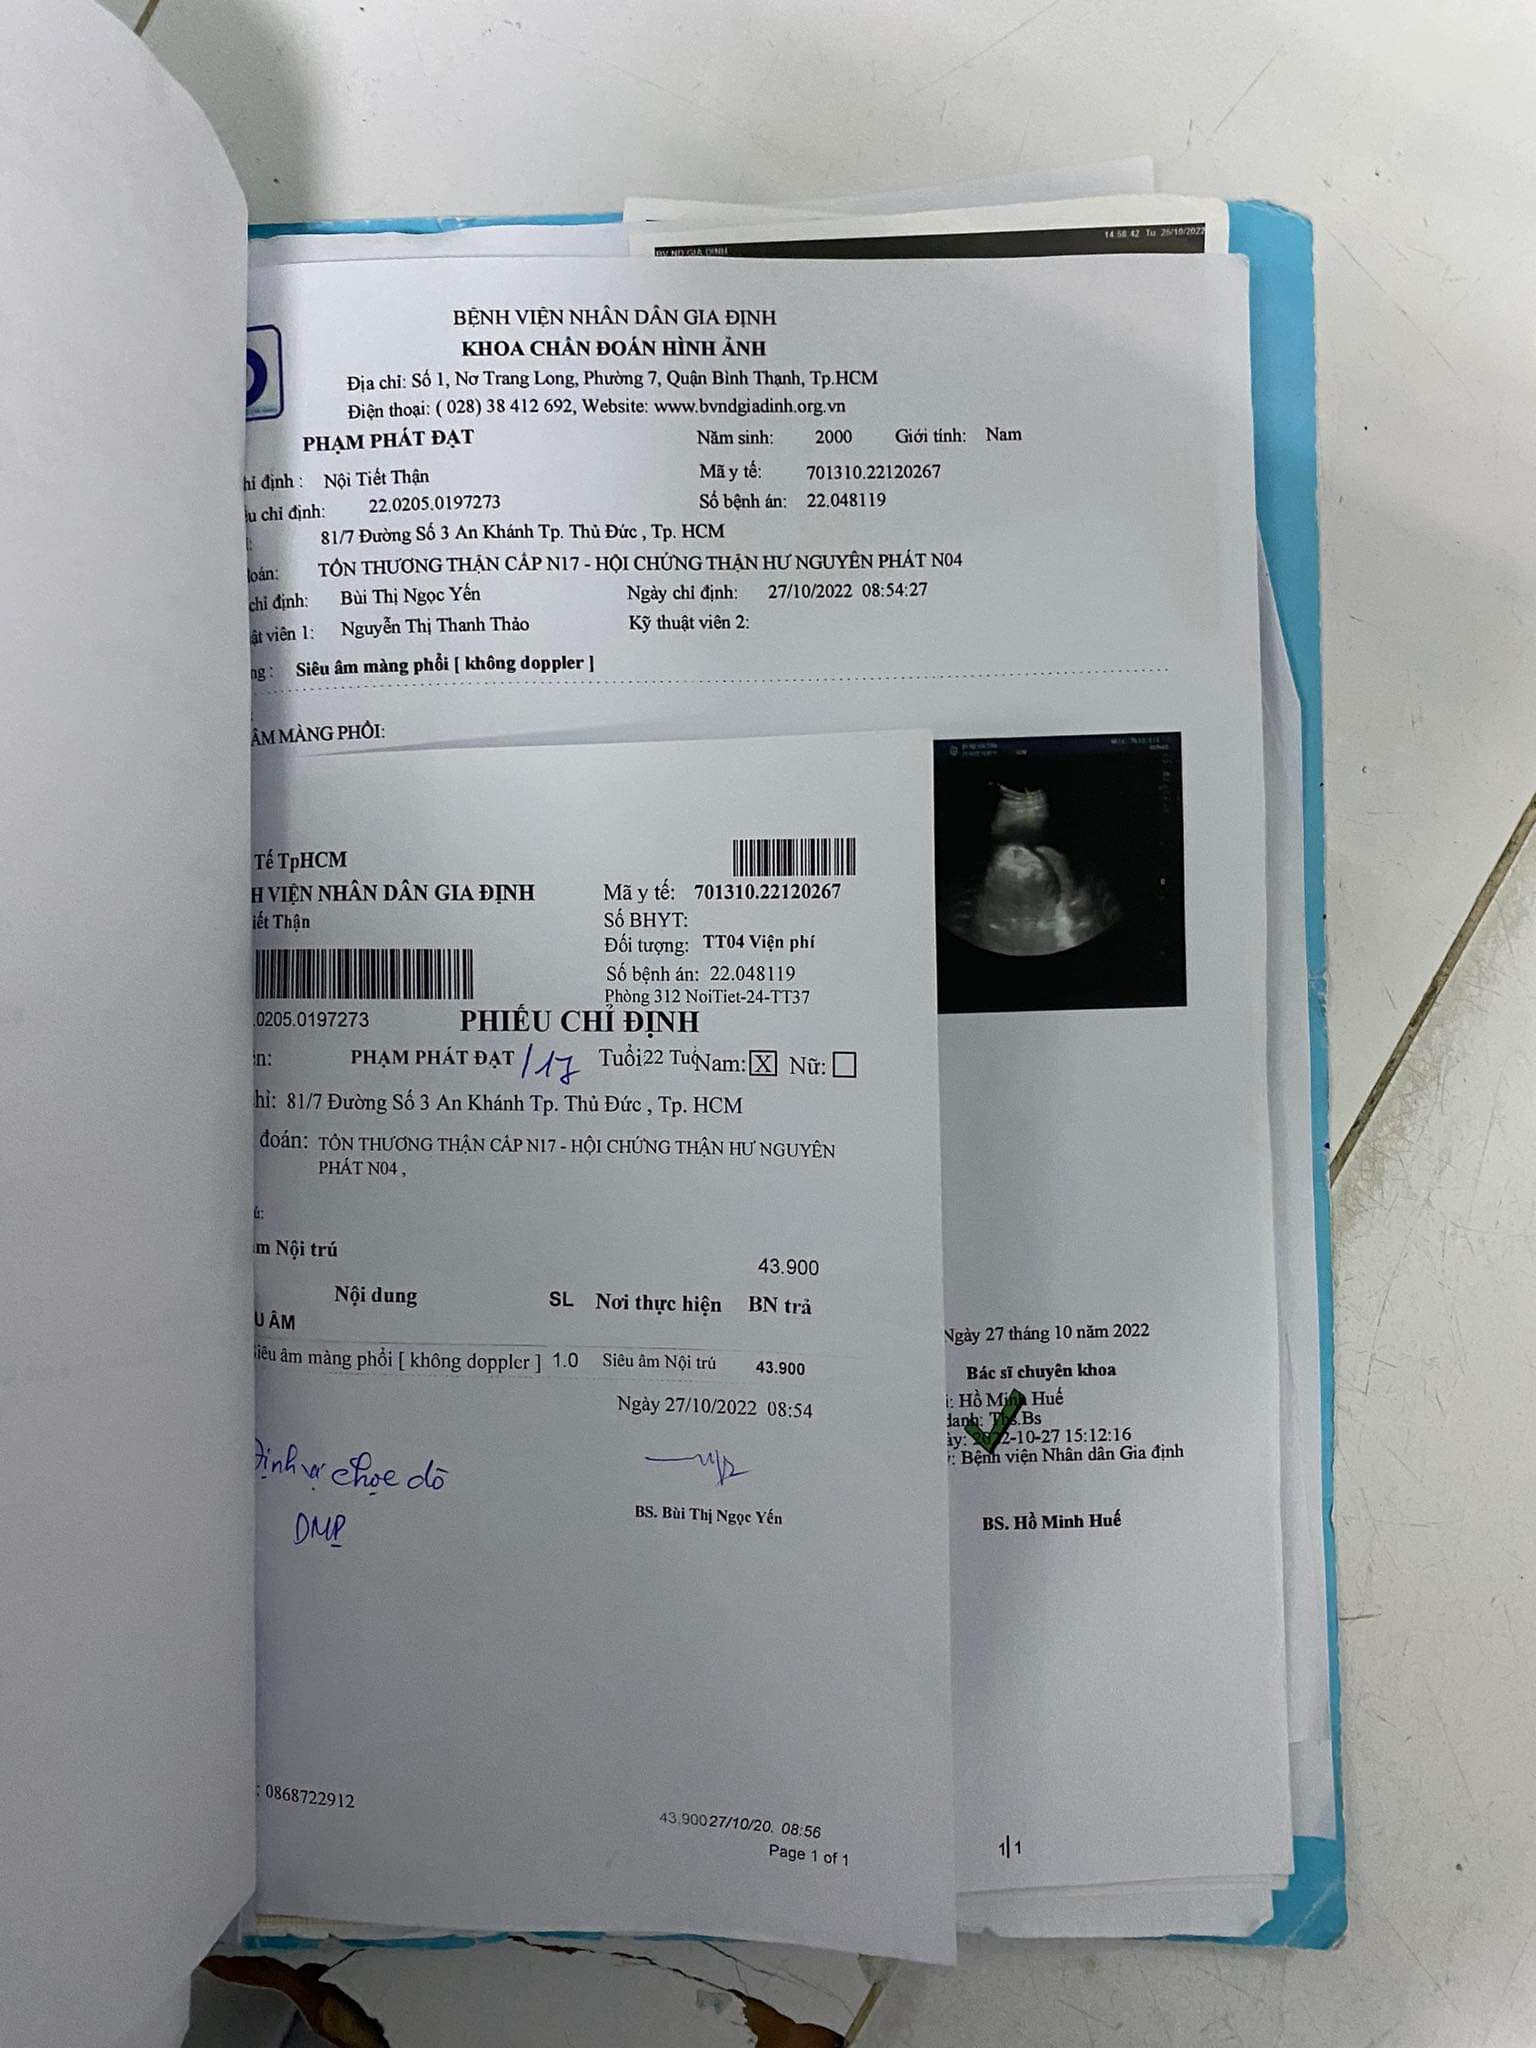 14:58:42 Tu 25/10/2022
BV ND GIA DINH
BỆNH VIỆN NHÂN DÂN GIA ĐỊNH
KHOA CHẨN ĐOÁN HÌNH ẢNH
Địa chỉ: Số 1, Nơ Trang Long, Phường 7, Quận Bình Thạnh, Tp.HCM
Điện thoại: ( 028) 38 412 692, Website: www.bvndgiadinh.org.vn
PHẠM PHÁT ĐẠT Năm sinh: 2000 Giới tính: Nam
hỉ định : Nội Tiết Thận Mã y tế: 701310.22120267
u chỉ định: 22.0205.0197273 Số bệnh án: 22.048119
: 81/7 Đường Số 3 An Khánh Tp. Thủ Đức , Tp. HCM
đoán: TỔN THƯƠNG THẬN CẤP N17 - HỘI CHỨNG THẬN HƯ NGUYÊN PHÁT N04
chỉ định: Bùi Thị Ngọc Yến Ngày chỉ định: 27/10/2022 08:54:27
ật viên 1: Nguyễn Thị Thanh Thảo Kỹ thuật viên 2:
ng : Siêu âm màng phổi [ không doppler ]
ÂM MÀNG PHỔI:
Tế TpHCM
H VIỆN NHÂN DÂN GIA ĐỊNH Mã y tế: 701310.22120267
iết Thận Số BHYT:
Đối tượng: TT04 Viện phí
Số bệnh án: 22.048119
Phòng 312 NoiTiet-24-TT37
.0205.0197273 PHIẾU CHỈ ĐỊNH
ên: PHẠM PHÁT ĐẠT /17 Tuổi22 Tuổ Nam: X Nữ:
hỉ: 81/7 Đường Số 3 An Khánh Tp. Thủ Đức , Tp. HCM
đoán: TỔN THƯƠNG THẬN CẤP N17 - HỘI CHỨNG THẬN HƯ NGUYÊN
PHÁT N04 ,
ú:
m Nội trú 43.900
Nội dung SL Nơi thực hiện BN trả
U ÂM
Siêu âm màng phổi [ không doppler ] 1.0 Siêu âm Nội trú 43.900
Ngày 27/10/2022 08:54
Định vị chọc dò
DMP
BS. Bùi Thị Ngọc Yến
Ngày 27 tháng 10 năm 2022
Bác sĩ chuyên khoa
i: Hồ Minh Huế
danh: Ths.Bs
ày: 2022-10-27 15:12:16
: Bệnh viện Nhân dân Gia định
BS. Hồ Minh Huế
: 0868722912
43.900 27/10/20. 08:56
Page 1 of 1
1|1